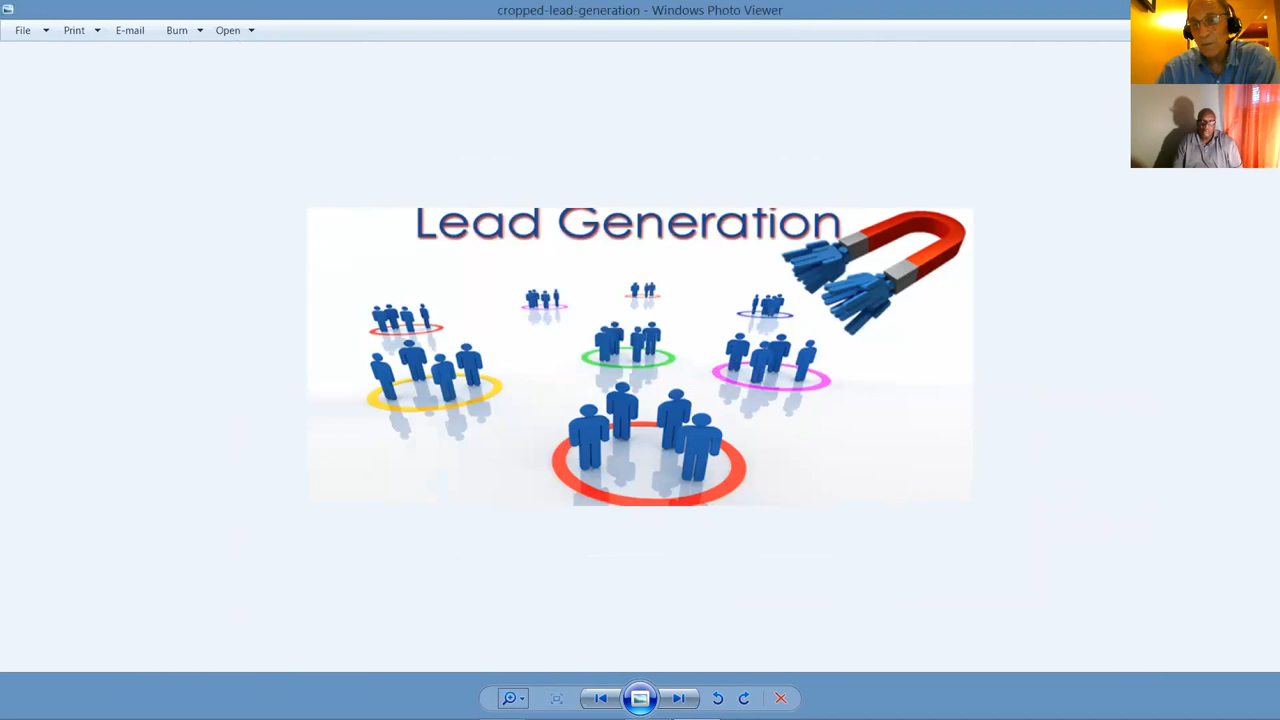 cropped-lead-generation - Windows Photo Viewer
File Print E-mail Burn Open
Lead Generation